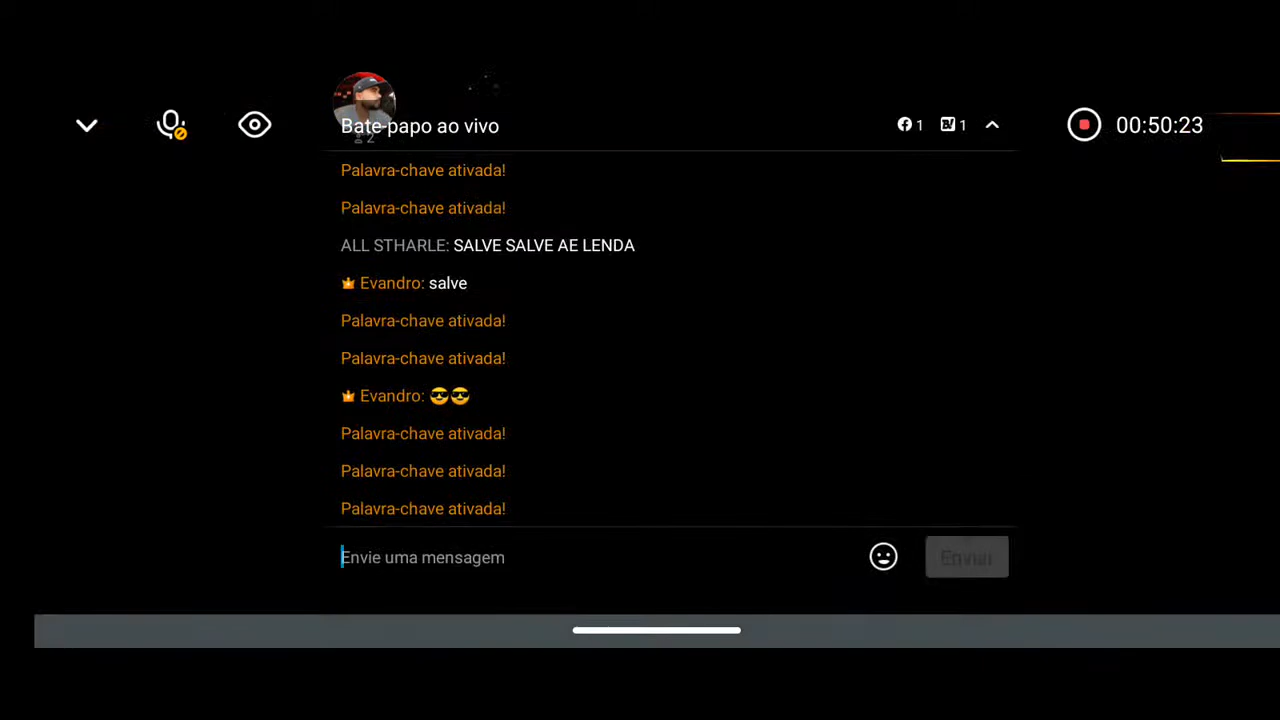 Bate-papo ao vivo
1
1
00:50:23
2
Palavra-chave ativada!
Palavra-chave ativada!
ALL STHARLE: SALVE SALVE AE LENDA
Evandro: salve
Palavra-chave ativada!
Palavra-chave ativada!
Evandro: 😎😎
Palavra-chave ativada!
Palavra-chave ativada!
Palavra-chave ativada!
Envie uma mensagem
Enviar